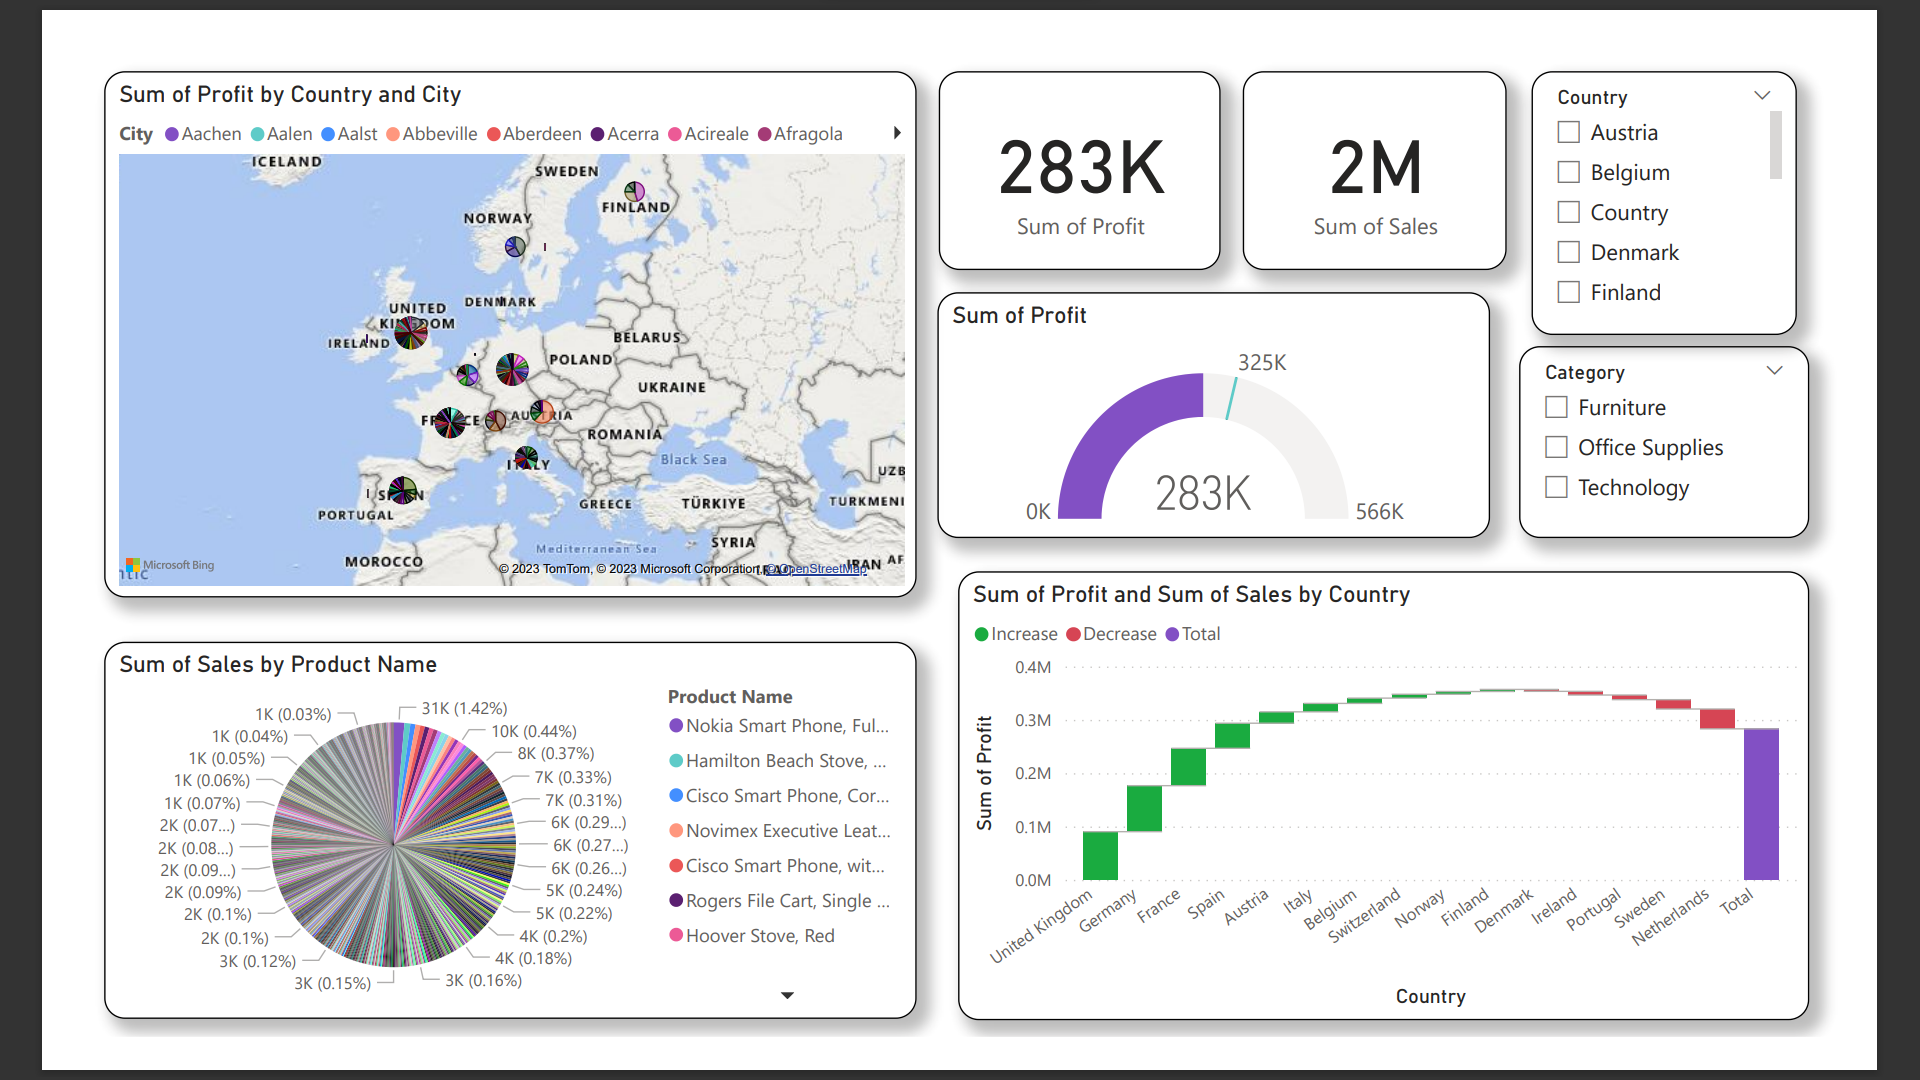 Sum of Profit by Country and City
City Aachen Aalen Aalst Abbeville Aberdeen Acerra Acireale Afragola
ICELAND
SWEDEN
FINLAND
NORWAY
DENMARK
UNITED
KINGDOM
IRELAND
BELARUS
POLAND
UKRAINE
FRANCE
AUSTRIA
ROMANIA
ITALY
Black Sea
UZB
SPAIN
GREECE
TÜRKIYE
TURKMENI
PORTUGAL
SYRIA
Mediterranean Sea
MOROCCO
IRAN
AF
ntic
Microsoft Bing
© 2023 TomTom, © 2023 Microsoft Corporation, © OpenStreetMap
283K
Sum of Profit
2M
Sum of Sales
Country
Austria
Belgium
Country
Denmark
Finland
Sum of Profit
325K
283K
0K
566K
Category
Furniture
Office Supplies
Technology
Sum of Sales by Product Name
31K (1.42%)
10K (0.44%)
8K (0.37%)
7K (0.33%)
7K (0.31%)
6K (0.29...)
6K (0.27...)
6K (0.26...)
5K (0.24%)
5K (0.22%)
4K (0.2%)
4K (0.18%)
3K (0.16%)
3K (0.15%)
3K (0.12%)
2K (0.1%)
2K (0.1%)
2K (0.09%)
2K (0.09...)
2K (0.08...)
2K (0.07...)
1K (0.07%)
1K (0.06%)
1K (0.05%)
1K (0.04%)
1K (0.03%)
Product Name
Nokia Smart Phone, Ful...
Hamilton Beach Stove, ...
Cisco Smart Phone, Cor...
Novimex Executive Leat...
Cisco Smart Phone, wit...
Rogers File Cart, Single ...
Hoover Stove, Red
Sum of Profit and Sum of Sales by Country
Increase Decrease Total
Sum of Profit
0.4M
0.3M
0.2M
0.1M
0.0M
United Kingdom
Germany
France
Spain
Austria
Italy
Belgium
Switzerland
Norway
Finland
Denmark
Ireland
Portugal
Sweden
Netherlands
Total
Country